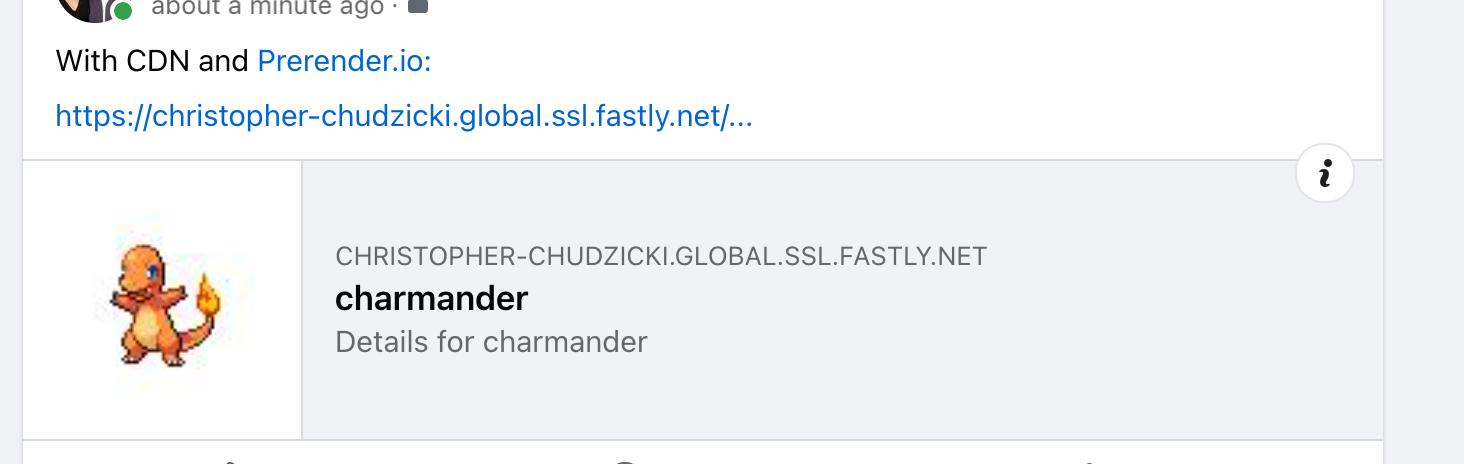 about a minute ago ·
With CDN and Prerender.io:
https://christopher-chudzicki.global.ssl.fastly.net/...
i
CHRISTOPHER-CHUDZICKI.GLOBAL.SSL.FASTLY.NET
charmander
Details for charmander